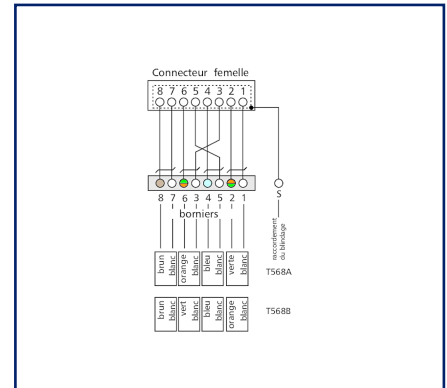 Connecteur femelle
8 7 6 5 4 3 2 1
8 7 6 3 4 5 2 1
S
borniers
raccordement
du blindage
brun
blanc
orange
blanc
bleu
blanc
verte
blanc
T568A
brun
blanc
vert
blanc
bleu
blanc
orange
blanc
T568B